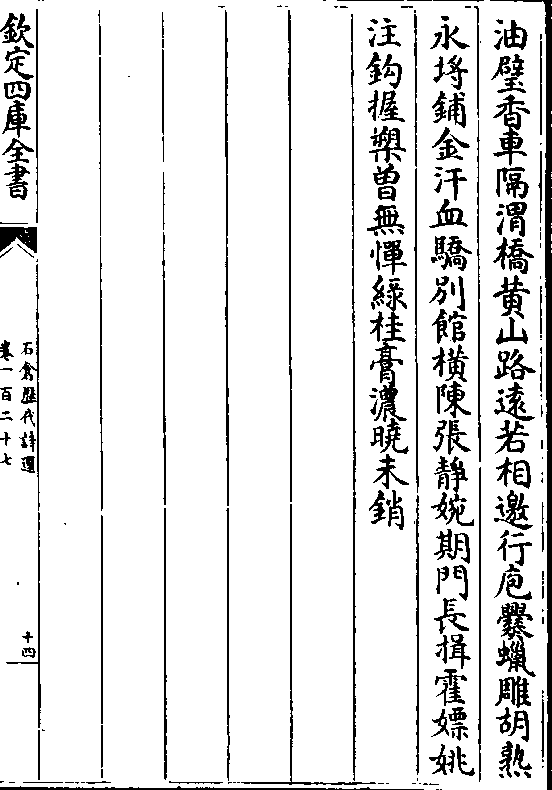 油壁香車隔渭橋黄山路遠若相邀行庖爨蠟雕胡熟
永埒鋪金汗血驕别館横陳張静婉期門長揖霍嫖姚
注鈎握槊曽無憚緑桂膏濃曉未銷
欽定四庫全書
石倉歷代詩選
卷一百二十七
十四